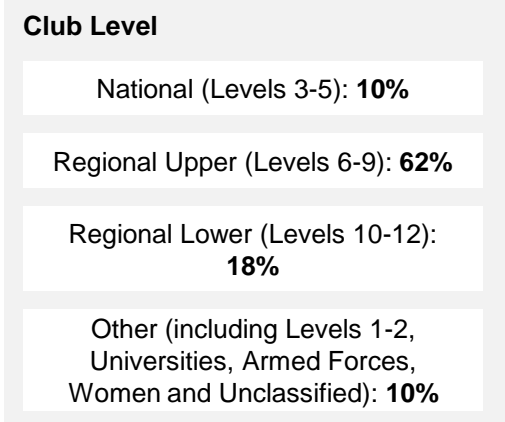 Club Level
National (Levels 3-5): 10%
Regional Upper (Levels 6-9): 62%
Regional Lower (Levels 10-12):
18%
Other (including Levels 1-2,
Universities, Armed Forces,
Women and Unclassified): 10%